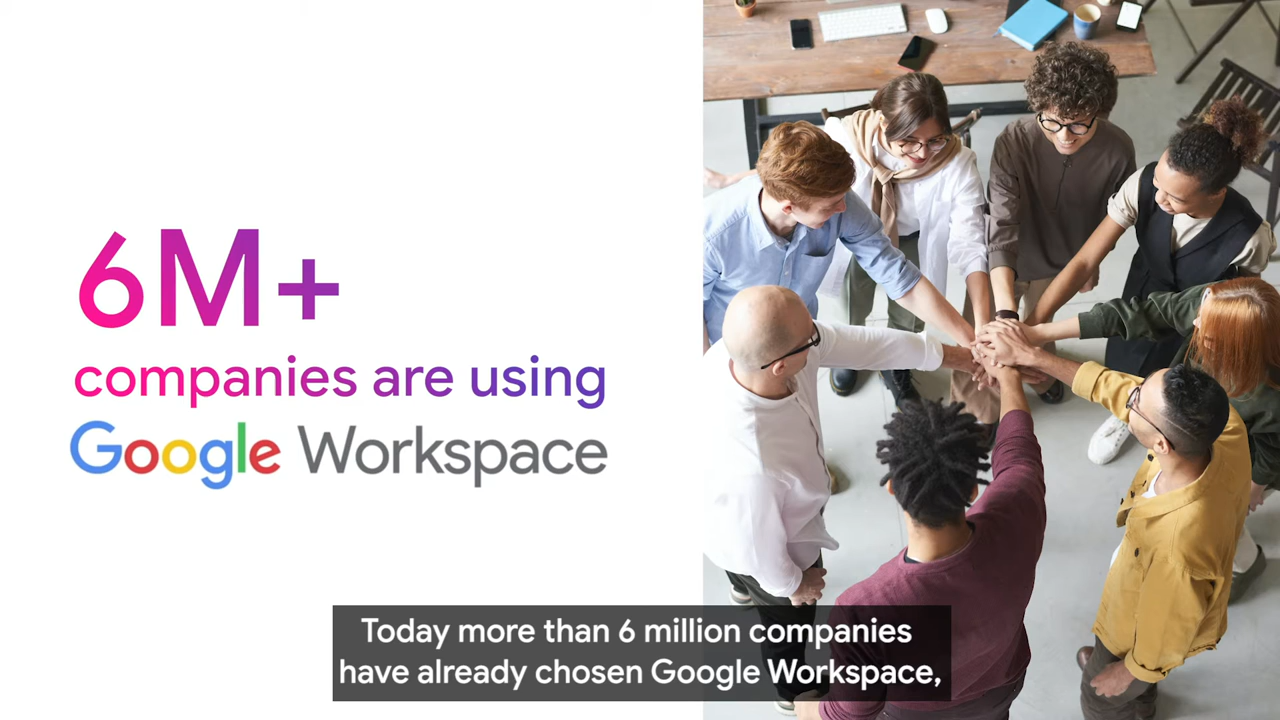 6M+
companies are using
Google Workspace
Today more than 6 million companies
have already chosen Google Workspace,